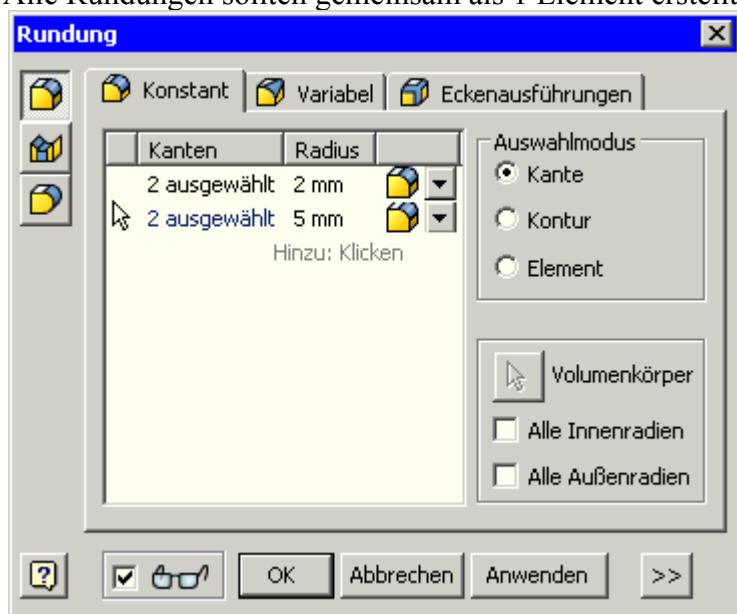 Alle Rundungen sollten gemeinsam als 1 Element erstellt
Rundung
Konstant Variabel Eckenausführungen
Kanten Radius
2 ausgewählt 2 mm
2 ausgewählt 5 mm
Hinzu: Klicken
Auswahlmodus
Kante
Kontur
Element
Volumenkörper
Alle Innenradien
Alle Außenradien
OK Abbrechen Anwenden >>